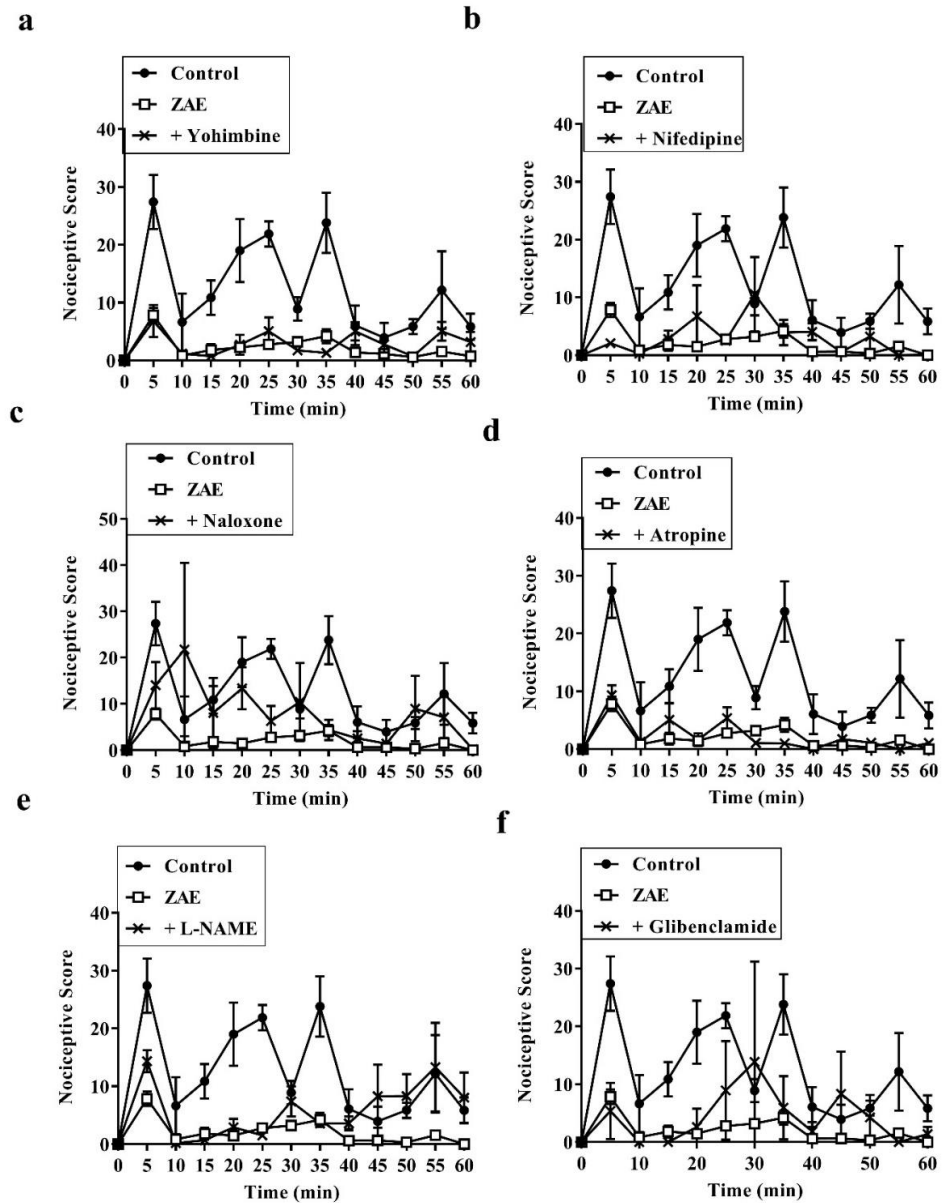 a
Control
ZAE
+ Yohimbine
40
30
20
10
0
Nociceptive Score
0 5 10 15 20 25 30 35 40 45 50 55 60
Time (min)
b
Control
ZAE
+ Nifedipine
40
30
20
10
0
Nociceptive Score
0 5 10 15 20 25 30 35 40 45 50 55 60
Time (min)
c
Control
ZAE
+ Naloxone
50
40
30
20
10
0
Nociceptive Score
0 5 10 15 20 25 30 35 40 45 50 55 60
Time (min)
d
Control
ZAE
+ Atropine
40
30
20
10
0
Nociceptive Score
0 5 10 15 20 25 30 35 40 45 50 55 60
Time (min)
e
Control
ZAE
+ L-NAME
40
30
20
10
0
Nociceptive Score
0 5 10 15 20 25 30 35 40 45 50 55 60
Time (min)
f
Control
ZAE
+ Glibenclamide
40
30
20
10
0
Nociceptive Score
0 5 10 15 20 25 30 35 40 45 50 55 60
Time (min)